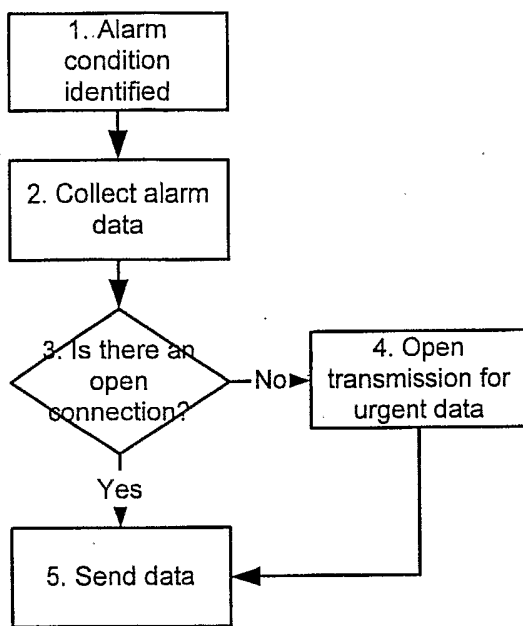 1. Alarm
condition
identified
2. Collect alarm
data
3. Is there an
open
connection?
No
4. Open
transmission for
urgent data
Yes
5. Send data